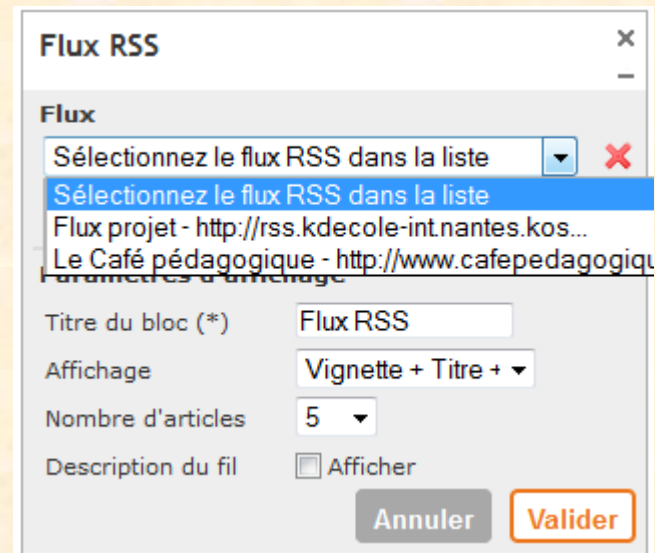 Flux RSS
Flux
Sélectionnez le flux RSS dans la liste
Sélectionnez le flux RSS dans la liste
Flux projet - http://rss.kdecole-int.nantes.kos...
Le Café pédagogique - http://www.cafepedagogiqu
Paramètres d'affichage
Titre du bloc (*) Flux RSS
Affichage Vignette + Titre +
Nombre d'articles 5
Description du fil Afficher
Annuler Valider